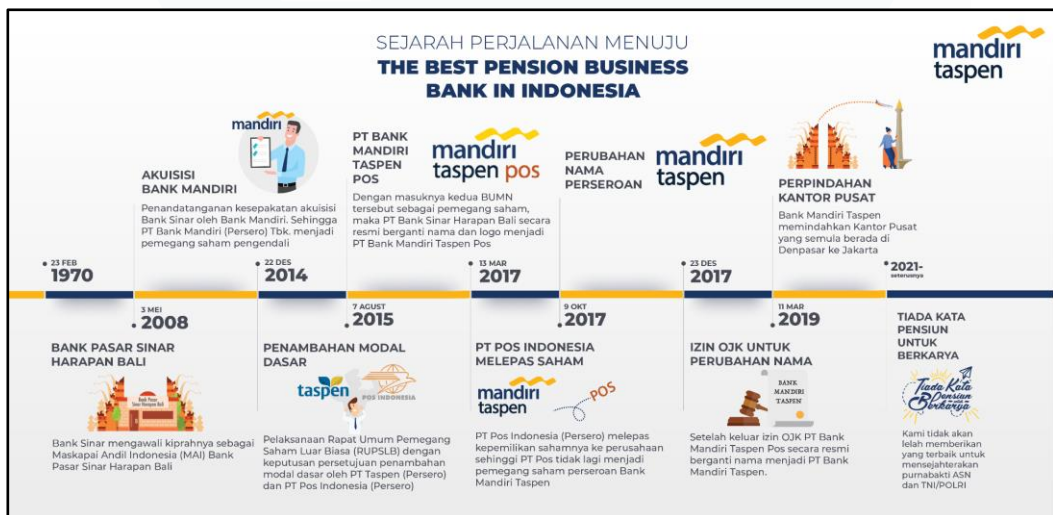 SEJARAH PERJALANAN MENUJU
THE BEST PENSION BUSINESS
BANK IN INDONESIA
mandiri
taspen
mandiri
AKUISISI
BANK MANDIRI
Penandatanganan kesepakatan akuisisi
Bank Sinar oleh Bank Mandiri. Sehingga
PT Bank Mandiri (Persero) Tbk. menjadi
pemegang saham pengendali
PT BANK
MANDIRI
TASPEN
POS
mandiri
taspen pos
Dengan masuknya kedua BUMN
tersebut sebagai pemegang saham,
maka PT Bank Sinar Harapan Bali secara
resmi berganti nama dan logo menjadi
PT Bank Mandiri Taspen Pos
PERUBAHAN
NAMA
PERSEROAN
mandiri
taspen
PERPINDAHAN
KANTOR PUSAT
Bank Mandiri Taspen
memindahkan Kantor Pusat
yang semula berada di
Denpasar ke Jakarta
23 FEB
1970
22 DES
2014
13 MAR
2017
23 DES
2017
2021-
seterusnya
3 MEI
2008
7 AGUST
2015
9 OKT
2017
11 MAR
2019
BANK PASAR SINAR
HARAPAN BALI
Bank Pasar
Sinar Harapan Bali
Bank Sinar mengawali kiprahnya sebagai
Maskapai Andil Indonesia (MAI) Bank
Pasar Sinar Harapan Bali
PENAMBAHAN MODAL
DASAR
taspen
POS INDONESIA
Pelaksanaan Rapat Umum Pemegang
Saham Luar Biasa (RUPSLB) dengan
keputusan persetujuan penambahan
modal dasar oleh PT Taspen (Persero)
dan PT Pos Indonesia (Persero)
PT POS INDONESIA
MELEPAS SAHAM
mandiri
taspen
POS
PT Pos Indonesia (Persero) melepas
kepemilikan sahamnya ke perusahaan
sehinggi PT Pos tidak lagi menjadi
pemegang saham perseroan Bank
Mandiri Taspen
IZIN OJK UNTUK
PERUBAHAN NAMA
BANK
MANDIRI
TASPEN
Setelah keluar izin OJK PT Bank
Mandiri Taspen Pos secara resmi
berganti nama menjadi PT Bank
Mandiri Taspen.
TIADA KATA
PENSIUN
UNTUK
BERKARYA
Tiada Kata
Pensiun
Berkarya
Kami tidak akan
lelah memberikan
yang terbaik untuk
mensejahterakan
purnabakti ASN
dan TNI/POLRI